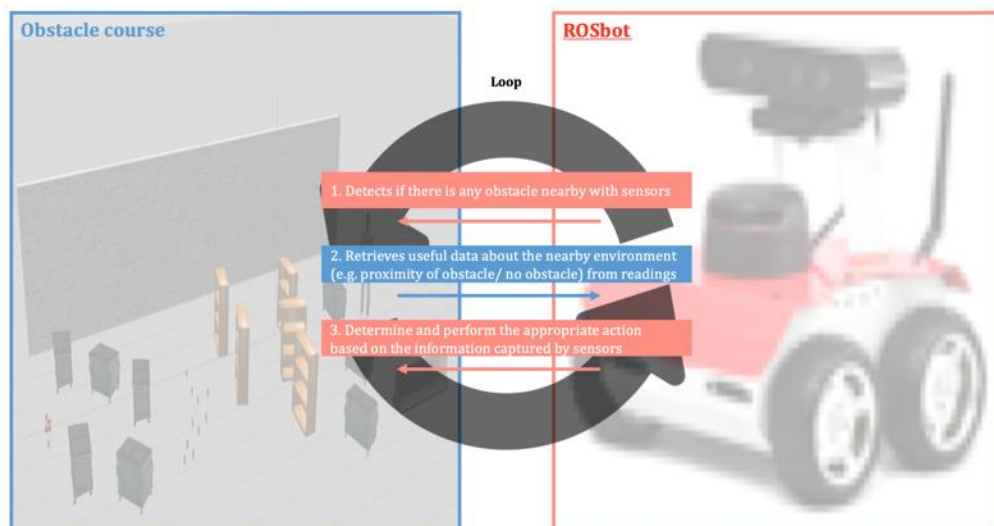 Obstacle course
ROSbot
Loop
1. Detects if there is any obstacle nearby with sensors
2. Retrieves useful data about the nearby environment
(e.g. proximity of obstacle/ no obstacle) from readings
3. Determine and perform the appropriate action
based on the information captured by sensors